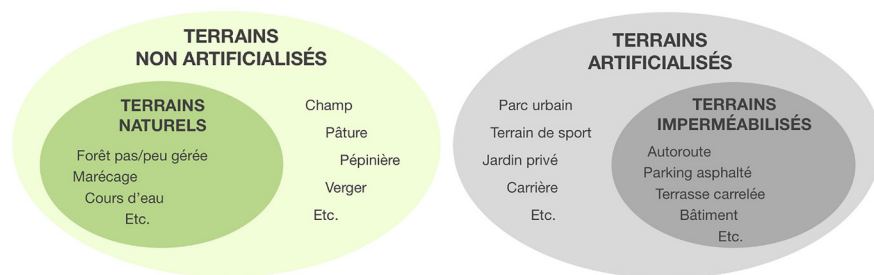 TERRAINS
NON ARTIFICIALISÉS
TERRAINS
NATURELS
Forêt pas/peu gérée
Marécage
Cours d’eau
Etc.
Champ
Pâture
Pépinière
Verger
Etc.
TERRAINS
ARTIFICIALISÉS
Parc urbain
Terrain de sport
Jardin privé
Carrière
Etc.
TERRAINS
IMPERMÉABILISÉS
Autoroute
Parking asphalté
Terrasse carrelée
Bâtiment
Etc.